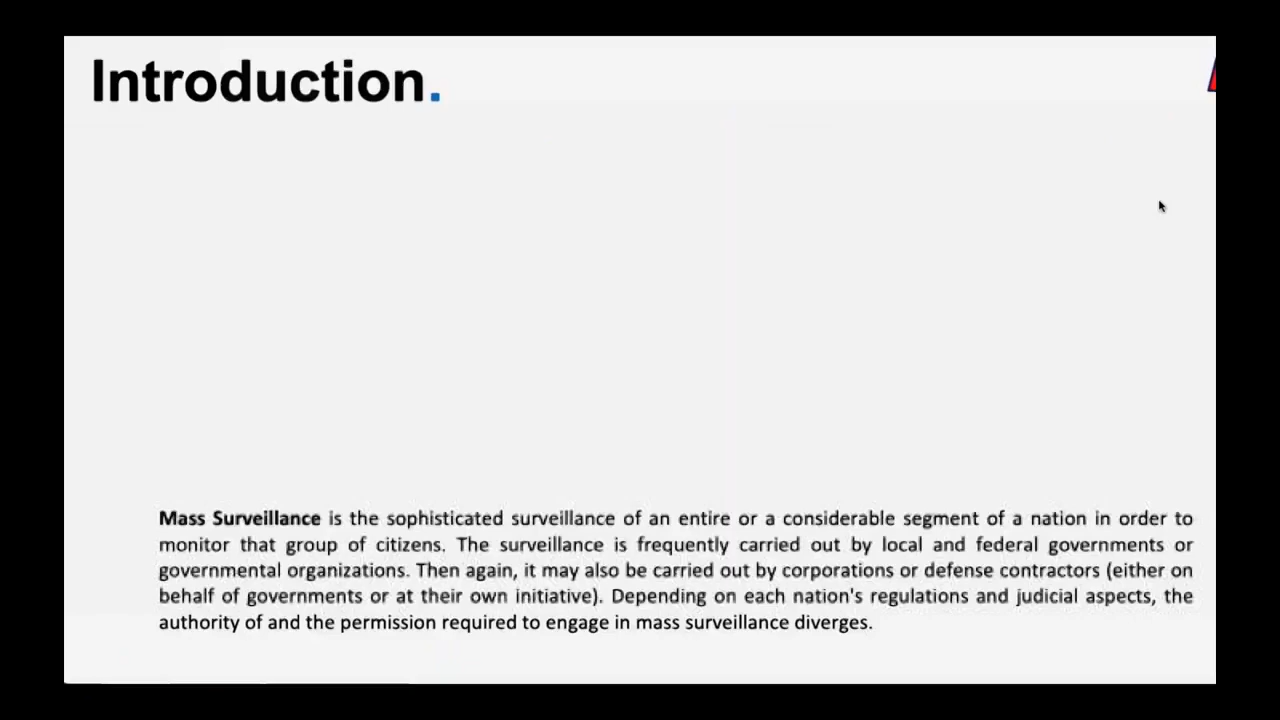 Introduction.
Mass Surveillance is the sophisticated surveillance of an entire or a considerable segment of a nation in order to
monitor that group of citizens. The surveillance is frequently carried out by local and federal governments or
governmental organizations. Then again, it may also be carried out by corporations or defense contractors (either on
behalf of governments or at their own initiative). Depending on each nation's regulations and judicial aspects, the
authority of and the permission required to engage in mass surveillance diverges.